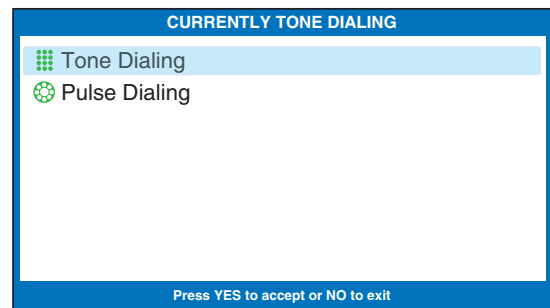 CURRENTLY TONE DIALING
Tone Dialing
Pulse Dialing
Press YES to accept or NO to exit